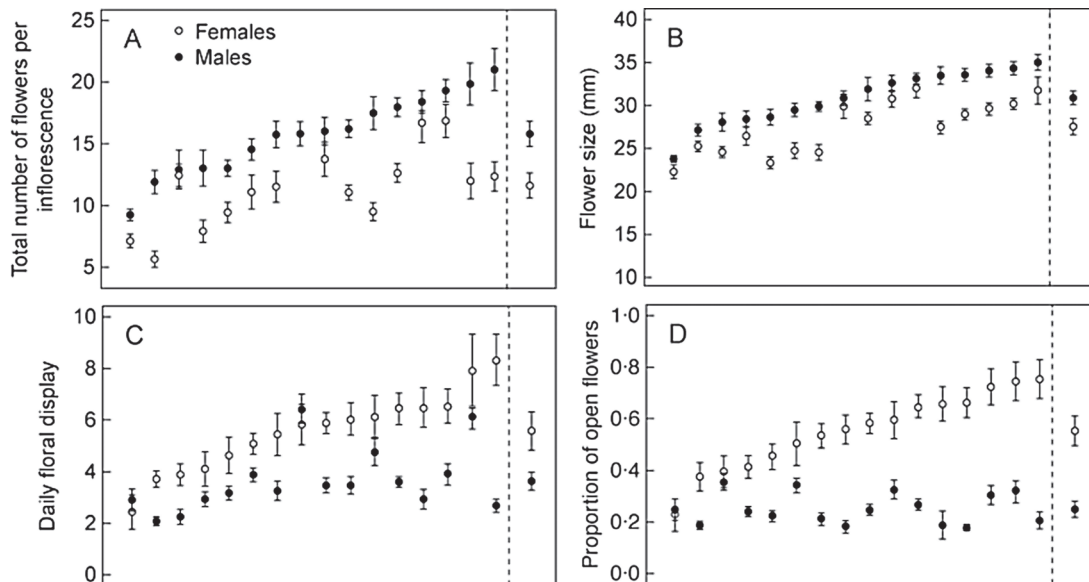 A
Females
Males
Total number of flowers per
inflorescence
25
20
15
10
5
B
Flower size (mm)
40
35
30
25
20
15
10
C
Daily floral display
10
8
6
4
2
0
D
Proportion of open flowers
1·0
0·8
0·6
0·4
0·2
0·0